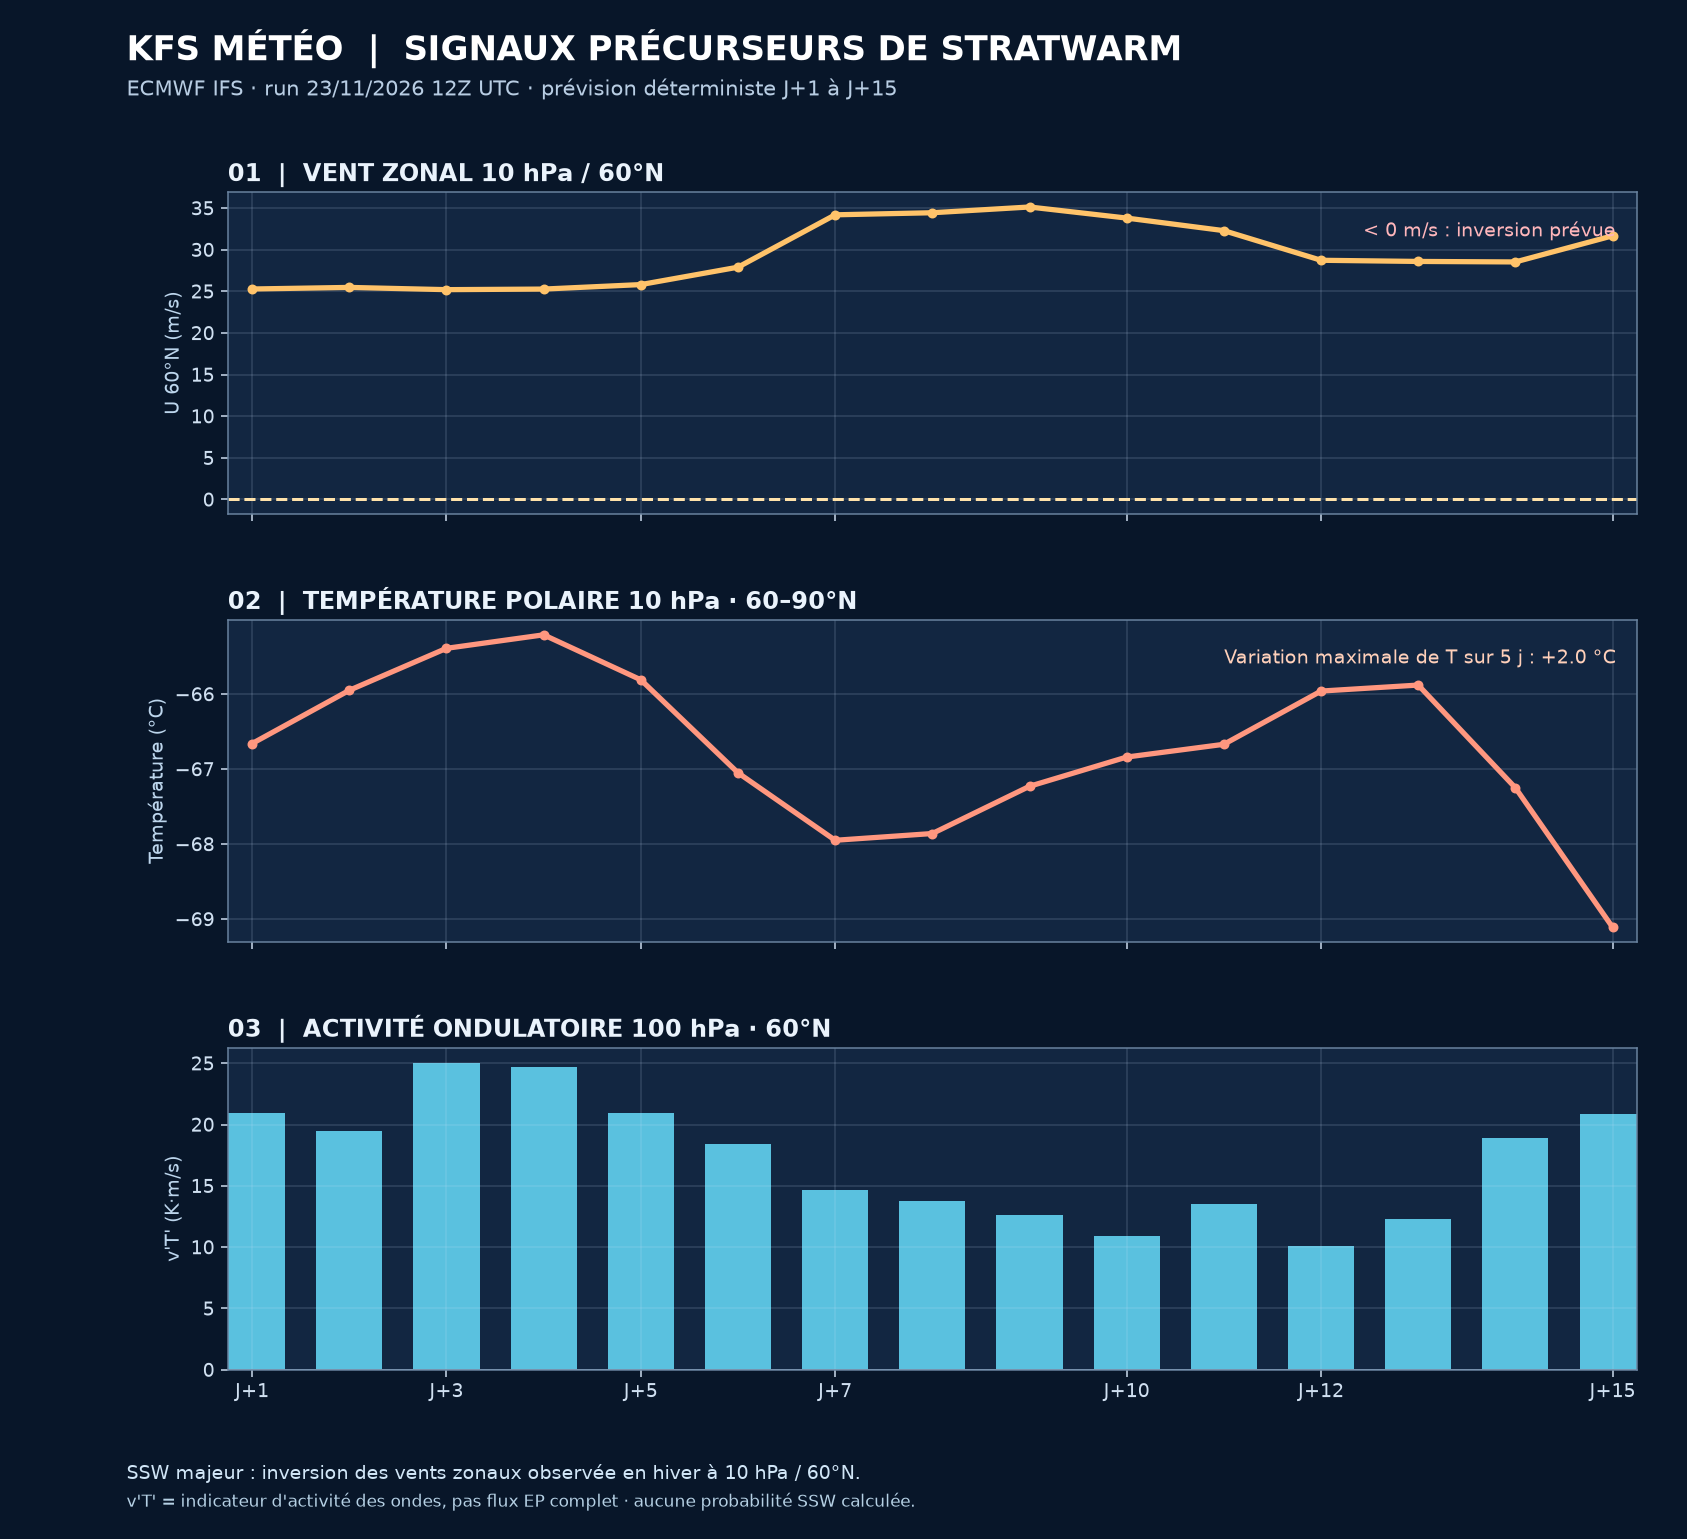 KFS MÉTÉO | SIGNAUX PRÉCURSEURS DE STRATWARM
ECMWF IFS · run 23/11/2026 12Z UTC · prévision déterministe J+1 à J+15
01 | VENT ZONAL 10 hPa / 60°N
35
30
25
20
15
10
5
0
U 60°N (m/s)
< 0 m/s : inversion prévue
02 | TEMPÉRATURE POLAIRE 10 hPa · 60–90°N
−66
−67
−68
−69
Température (°C)
Variation maximale de T sur 5 j : +2.0 °C
03 | ACTIVITÉ ONDULATOIRE 100 hPa · 60°N
25
20
15
10
5
0
v'T' (K·m/s)
J+1 J+3 J+5 J+7 J+10 J+12 J+15
SSW majeur : inversion des vents zonaux observée en hiver à 10 hPa / 60°N.
v'T' = indicateur d'activité des ondes, pas flux EP complet · aucune probabilité SSW calculée.